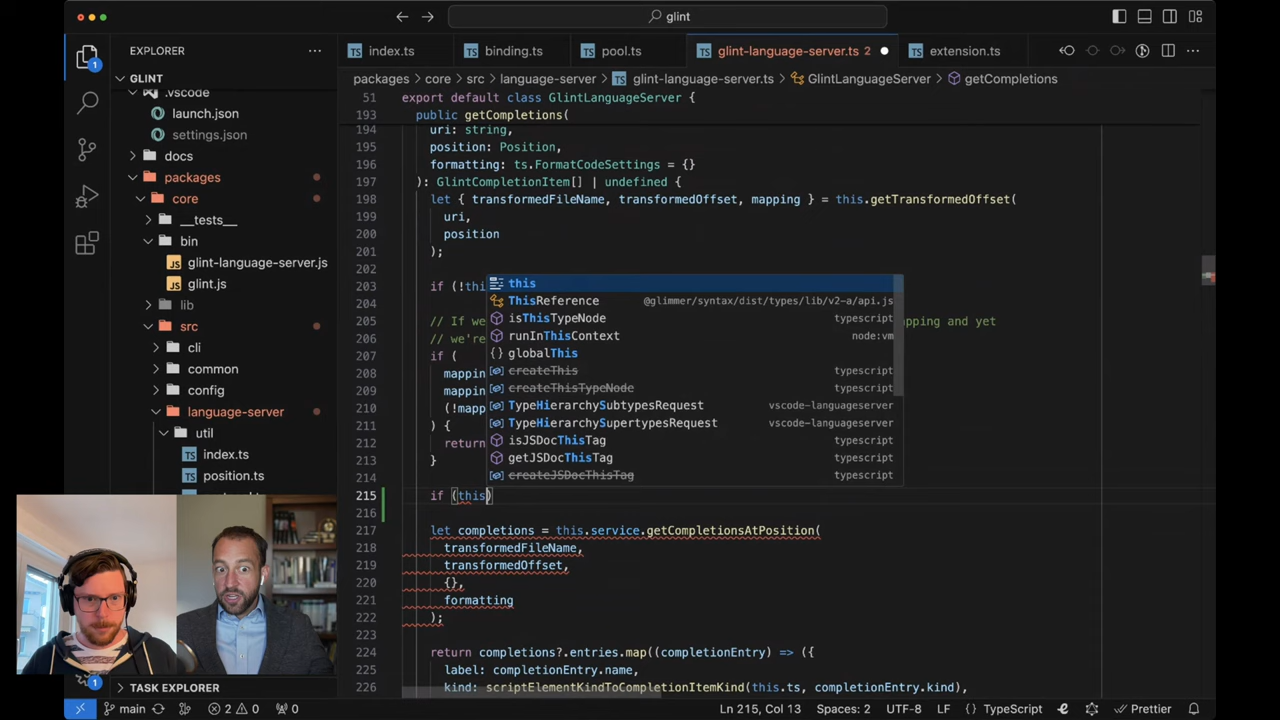 glint
EXPLORER
index.ts
binding.ts
pool.ts
glint-language-server.ts 2
extension.ts
GLINT
packages > core > src > language-server > glint-language-server.ts > GlintLanguageServer > getCompletions
.vscode
launch.json
settings.json
docs
packages
core
__tests__
bin
glint-language-server.js
glint.js
lib
src
cli
common
config
language-server
util
index.ts
position.ts
TASK EXPLORER
51 export default class GlintLanguageServer {
193 public getCompletions(
194 uri: string,
195 position: Position,
196 formatting: ts.FormatCodeSettings = {}
197 ): GlintCompletionItem[] | undefined {
198 let { transformedFileName, transformedOffset, mapping } = this.getTransformedOffset(
199 uri,
200 position
201 );
202
203 if (!thi
204
205 // If we apping and yet
206 // we're
207 if (
208 mappin
209 mappin
210 (!mapp
211 ) {
212 return
213 }
214
215 if (this)
216
217 let completions = this.service.getCompletionsAtPosition(
218 transformedFileName,
219 transformedOffset,
220 {},
221 formatting
222 );
223
224 return completions?.entries.map((completionEntry) => ({
225 label: completionEntry.name,
226 kind: scriptElementKindToCompletionItemKind(this.ts, completionEntry.kind),
this
ThisReference @glimmer/syntax/dist/types/lib/v2-a/api.js
isThisTypeNode typescript
runInThisContext node:vm
globalThis
createThis typescript
createThisTypeNode typescript
TypeHierarchySubtypesRequest vscode-languageserver
TypeHierarchySupertypesRequest vscode-languageserver
isJSDocThisTag typescript
getJSDocThisTag typescript
createJSDocThisTag typescript
1
1
main 2 0 0 Ln 215, Col 13 Spaces: 2 UTF-8 LF TypeScript Prettier